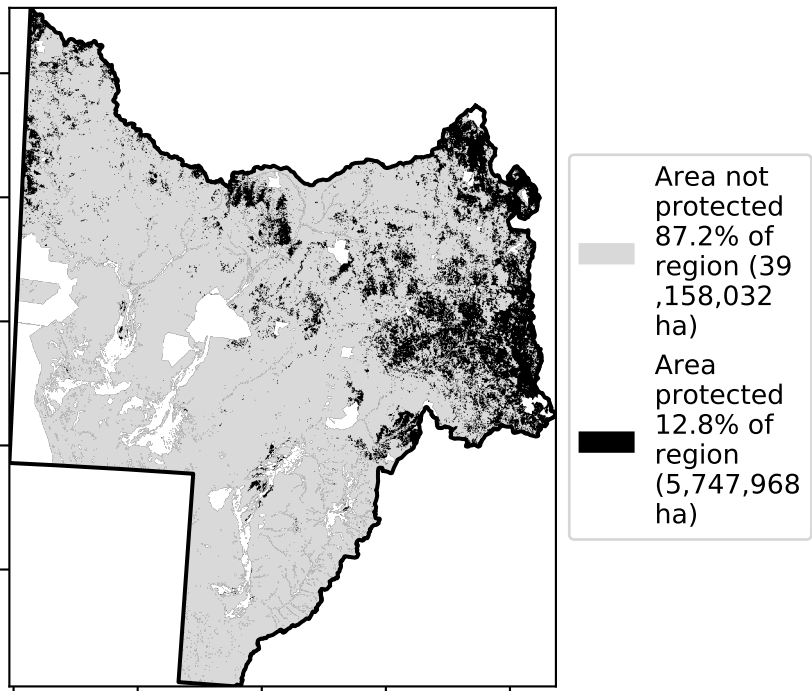 Area not
protected
87.2% of
region (39
,158,032
ha)
Area
protected
12.8% of
region
(5,747,968
ha)